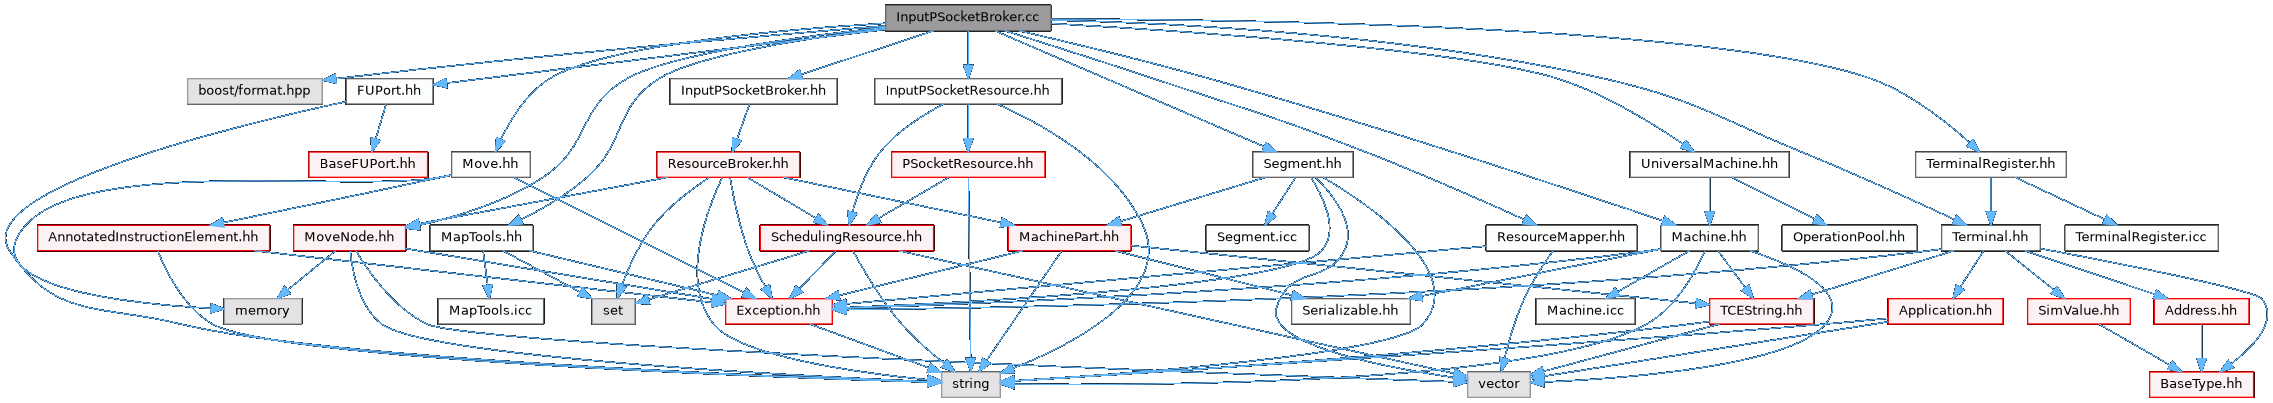 InputPSocketBroker.cc
boost/format.hpp
FUPort.hh
InputPSocketBroker.hh
InputPSocketResource.hh
BaseFUPort.hh
Move.hh
ResourceBroker.hh
PSocketResource.hh
Segment.hh
UniversalMachine.hh
TerminalRegister.hh
AnnotatedInstructionElement.hh
MoveNode.hh
MapTools.hh
SchedulingResource.hh
MachinePart.hh
Segment.icc
ResourceMapper.hh
Machine.hh
OperationPool.hh
Terminal.hh
TerminalRegister.icc
memory
MapTools.icc
set
Exception.hh
Serializable.hh
Machine.icc
TCEString.hh
Application.hh
SimValue.hh
Address.hh
string
vector
BaseType.hh